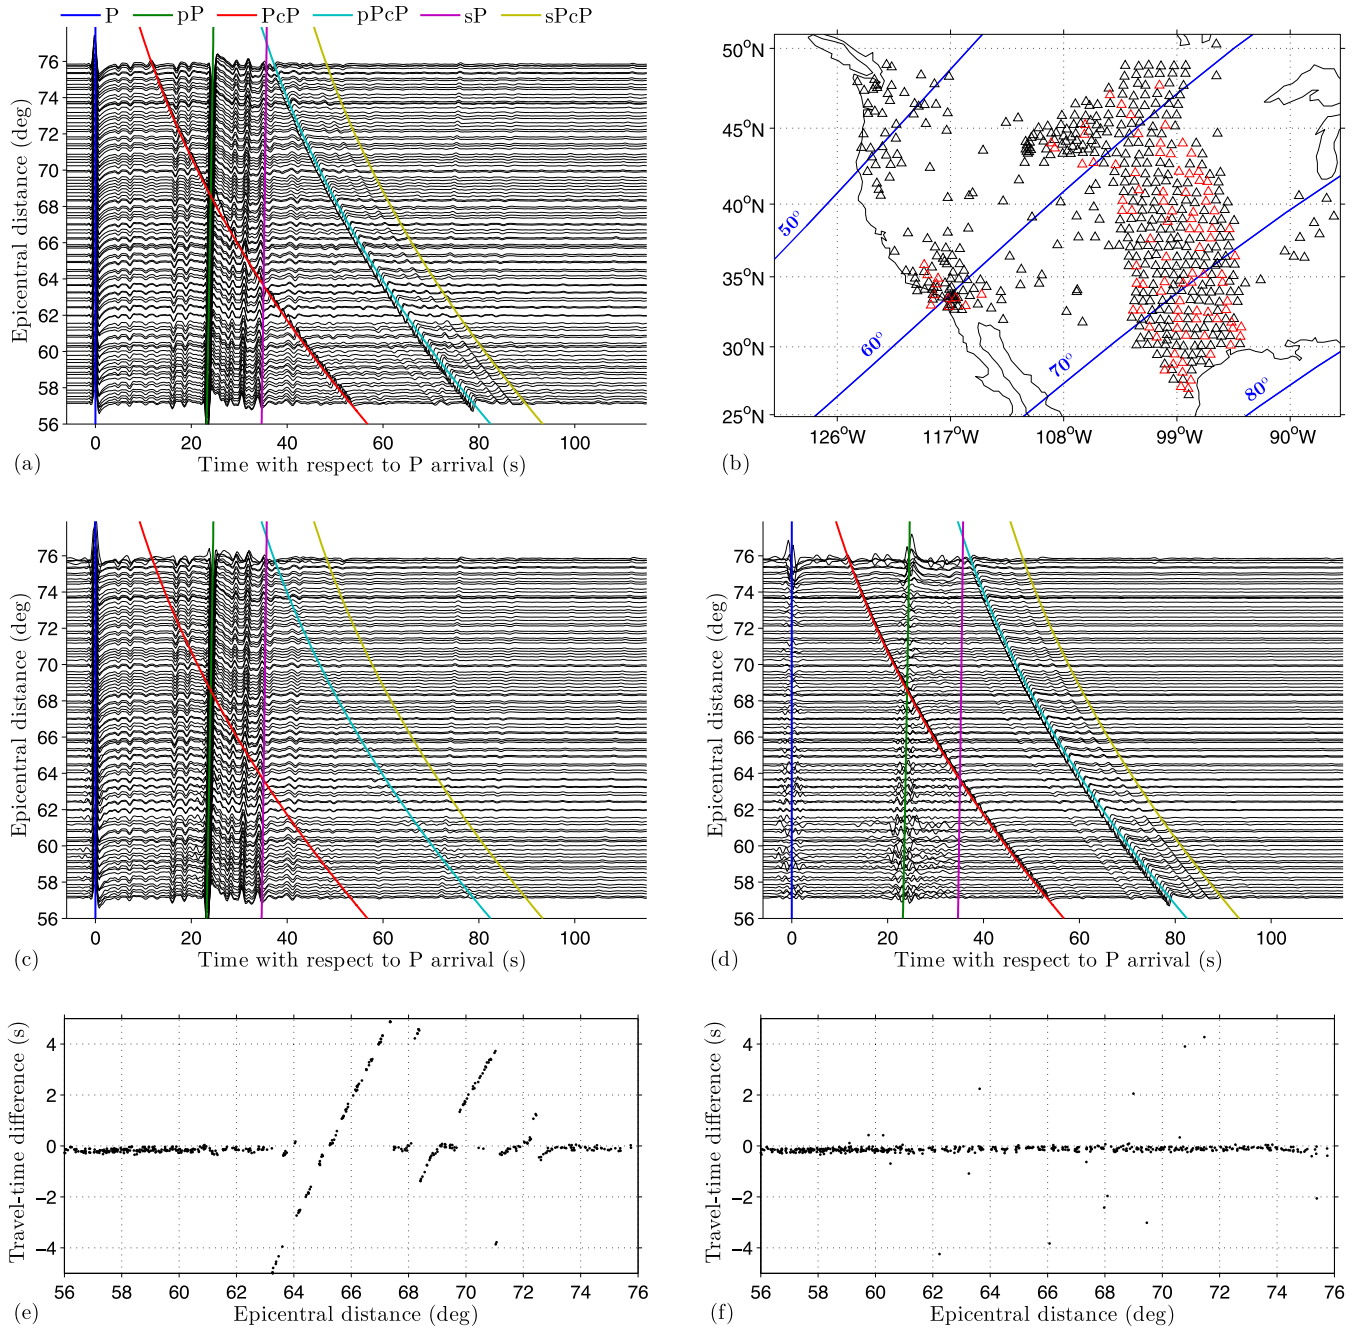 P pP PcP pPcP sP sPcP
76
74
72
70
68
66
64
62
60
58
56
Epicentral distance (deg)
0 20 40 60 80 100
(a) Time with respect to P arrival (s)
50°N
45°N
40°N
35°N
30°N
25°N
50°
60°
70°
80°
126°W 117°W 108°W 99°W 90°W
(b)
76
74
72
70
68
66
64
62
60
58
56
Epicentral distance (deg)
0 20 40 60 80 100
(c) Time with respect to P arrival (s)
76
74
72
70
68
66
64
62
60
58
56
Epicentral distance (deg)
0 20 40 60 80 100
(d) Time with respect to P arrival (s)
4
2
0
−2
−4
Travel-time difference (s)
56 58 60 62 64 66 68 70 72 74 76
(e) Epicentral distance (deg)
4
2
0
−2
−4
Travel-time difference (s)
56 58 60 62 64 66 68 70 72 74 76
(f) Epicentral distance (deg)